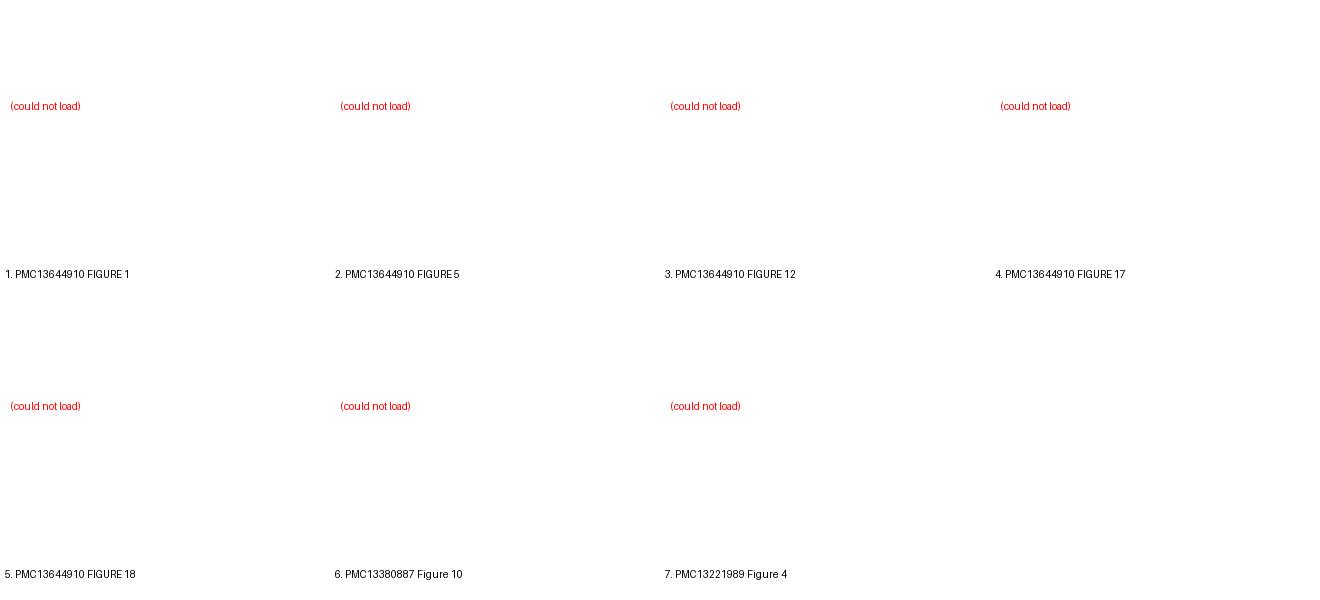 (could not load) (could not load) (could not load) (could not load)
1. PMC13644910 FIGURE 1 2. PMC13644910 FIGURE 5 3. PMC13644910 FIGURE 12 4. PMC13644910 FIGURE 17
(could not load) (could not load) (could not load)
5. PMC13644910 FIGURE 18 6. PMC13380887 Figure 10 7. PMC13221989 Figure 4